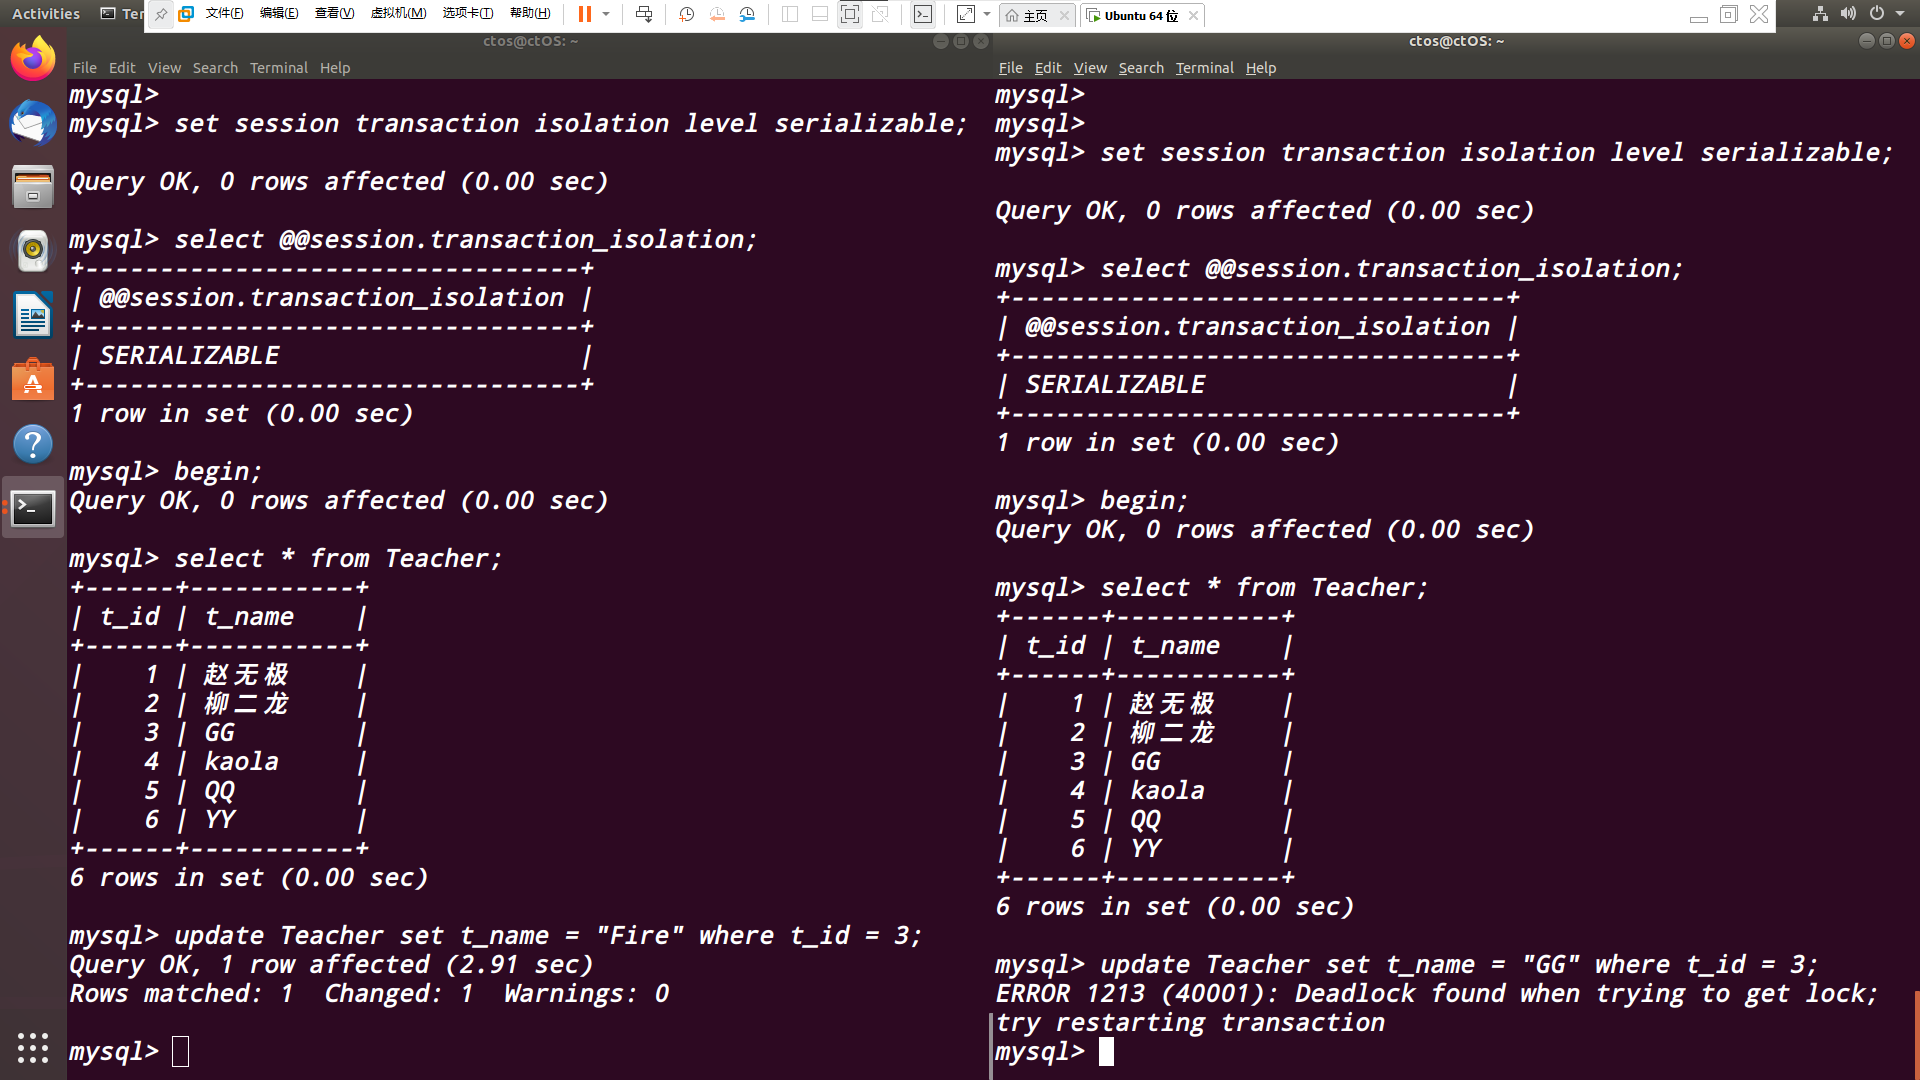 Activities
Ter
文件(F)
编辑(E)
查看(V)
虚拟机(M)
选项卡(T)
帮助(H)
主页
Ubuntu 64 位
ctos@ctOS: ~
File Edit View Search Terminal Help
mysql>
mysql> set session transaction isolation level serializable;
Query OK, 0 rows affected (0.00 sec)
mysql> select @@session.transaction_isolation;
+---------------------------------+
| @@session.transaction_isolation |
+---------------------------------+
| SERIALIZABLE                    |
+---------------------------------+
1 row in set (0.00 sec)
mysql> begin;
Query OK, 0 rows affected (0.00 sec)
mysql> select * from Teacher;
+------+-----------+
| t_id | t_name    |
+------+-----------+
|    1 | 赵无极    |
|    2 | 柳二龙    |
|    3 | GG        |
|    4 | kaola     |
|    5 | QQ        |
|    6 | YY        |
+------+-----------+
6 rows in set (0.00 sec)
mysql> update Teacher set t_name = "Fire" where t_id = 3;
Query OK, 1 row affected (2.91 sec)
Rows matched: 1  Changed: 1  Warnings: 0
mysql>
ctos@ctOS: ~
File Edit View Search Terminal Help
mysql>
mysql>
mysql> set session transaction isolation level serializable;
Query OK, 0 rows affected (0.00 sec)
mysql> select @@session.transaction_isolation;
+---------------------------------+
| @@session.transaction_isolation |
+---------------------------------+
| SERIALIZABLE                    |
+---------------------------------+
1 row in set (0.00 sec)
mysql> begin;
Query OK, 0 rows affected (0.00 sec)
mysql> select * from Teacher;
+------+-----------+
| t_id | t_name    |
+------+-----------+
|    1 | 赵无极    |
|    2 | 柳二龙    |
|    3 | GG        |
|    4 | kaola     |
|    5 | QQ        |
|    6 | YY        |
+------+-----------+
6 rows in set (0.00 sec)
mysql> update Teacher set t_name = "GG" where t_id = 3;
ERROR 1213 (40001): Deadlock found when trying to get lock;
try restarting transaction
mysql>